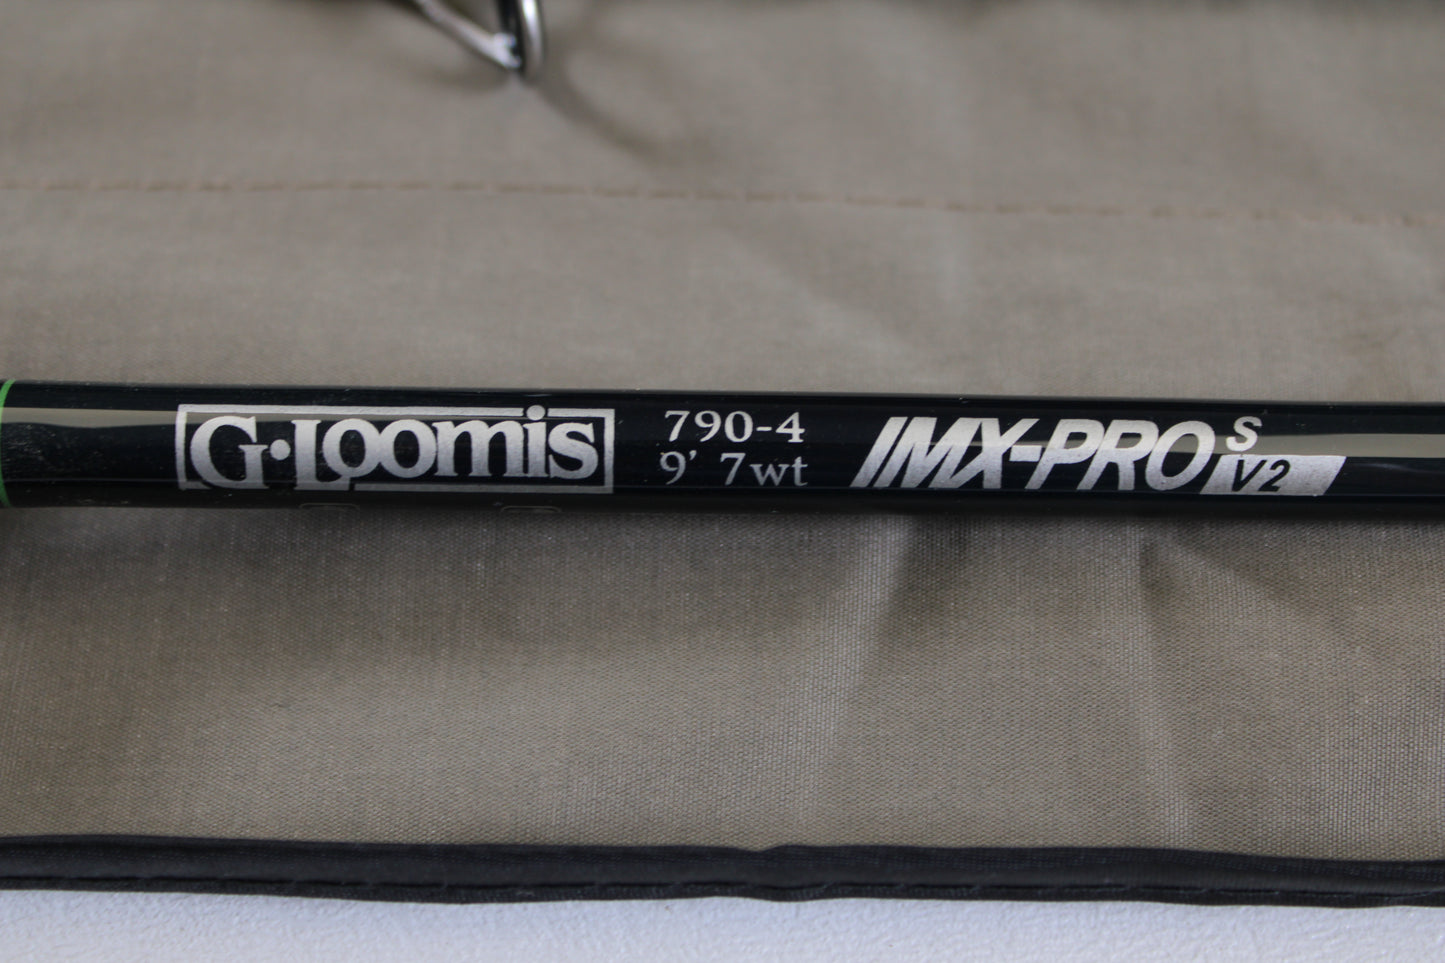 G·Loomis
790-4
9' 7wt
IMX-PRO S
V2